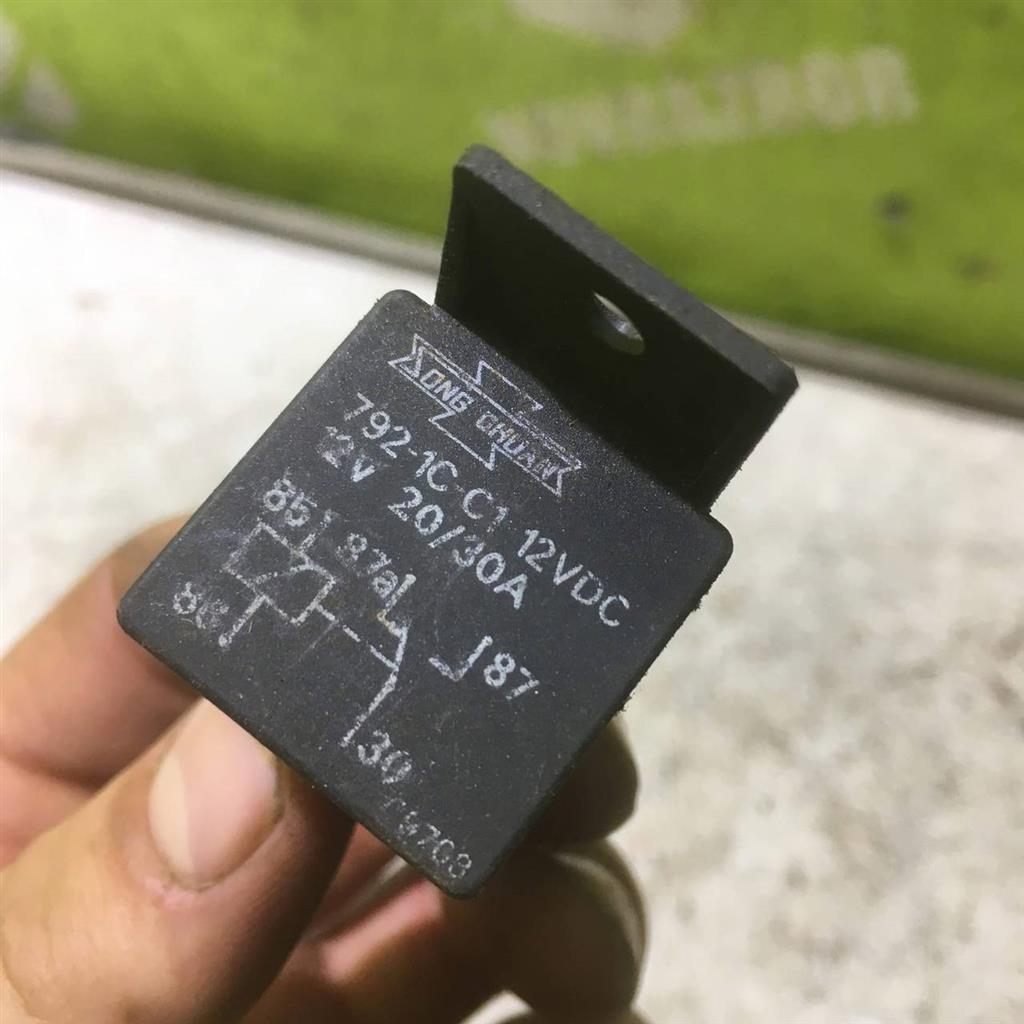 SONG CHUAN
792-1C-C1 12VDC
12V 20/30A
85 87a
86 87
30